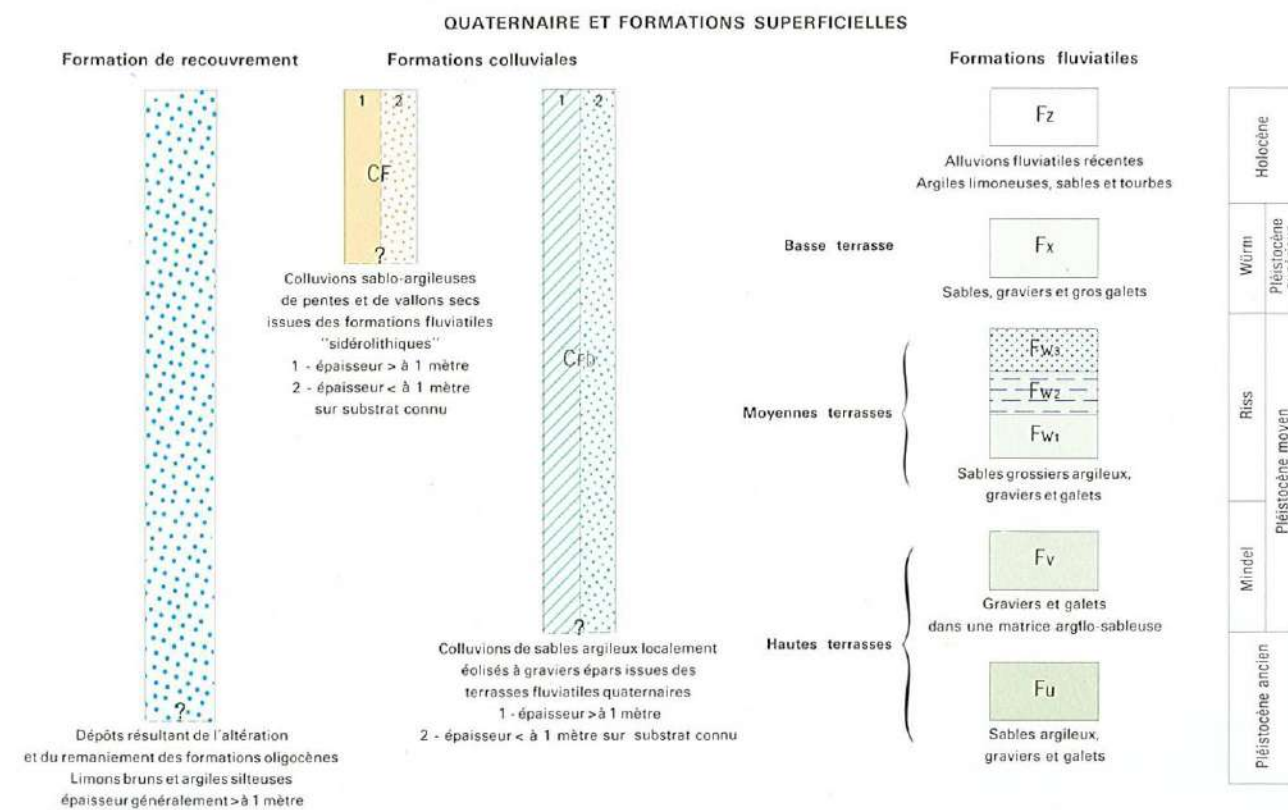 QUATERNAIRE ET FORMATIONS SUPERFICIELLES
Formation de recouvrement
?
Dépôts résultant de l'altération
et du remaniement des formations oligocènes
Limons bruns et argiles silteuses
épaisseur généralement > à 1 mètre
Formations colluviales
1 2
CF
?
Colluvions sablo-argileuses
de pentes et de vallons secs
issues des formations fluviatiles
"sidérolithiques"
1 - épaisseur > à 1 mètre
2 - épaisseur < à 1 mètre
sur substrat connu
1 2
?
Colluvions de sables argileux localement
éolisés à graviers épars issues des
terrasses fluviatiles quaternaires
1 - épaisseur > à 1 mètre
2 - épaisseur < à 1 mètre sur substrat connu
Formations fluviatiles
Fz
Alluvions fluviatiles récentes
Argiles limoneuses, sables et tourbes
Basse terrasse
Fx
Sables, graviers et gros galets
Moyennes terrasses
Fw3
Fw2
Fw1
Sables grossiers argileux,
graviers et galets
Hautes terrasses
Fv
Graviers et galets
dans une matrice argilo-sableuse
Fu
Sables argileux,
graviers et galets
Holocène
Würm
Pléistocène
Riss
Pléistocène moyen
Mindel
Pléistocène ancien